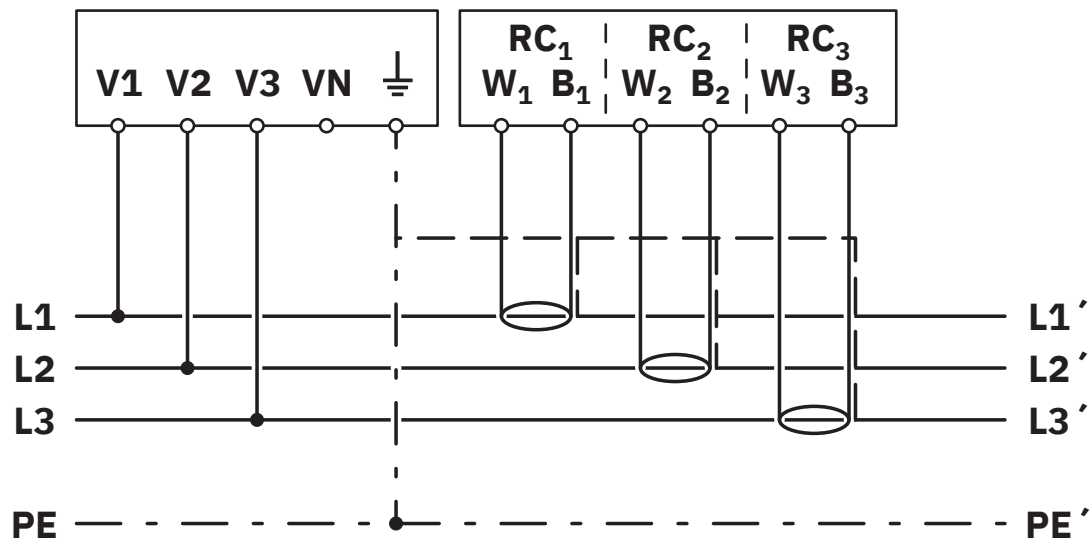 RC₁ RC₂ RC₃
V1 V2 V3 VN W₁ B₁ W₂ B₂ W₃ B₃
L1 L1′
L2 L2′
L3 L3′
PE PE′